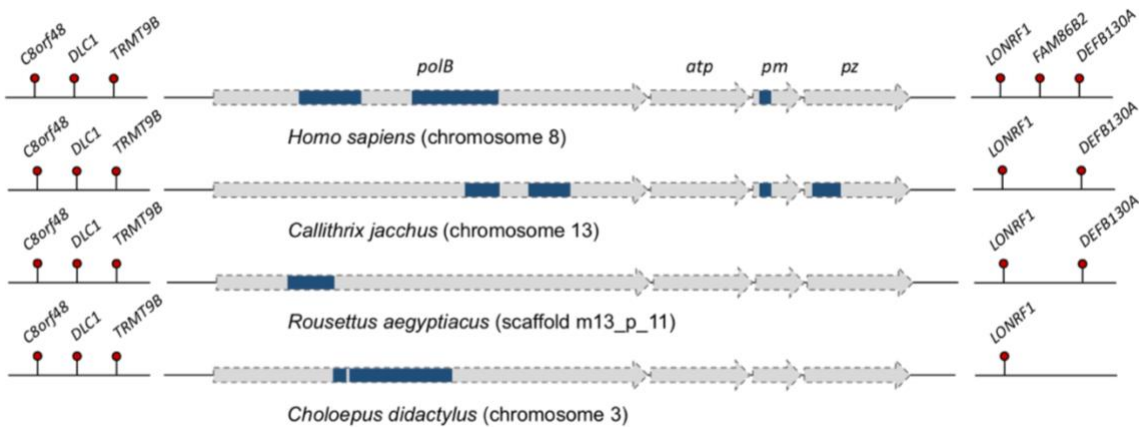 C8orf48 DLC1 TRMT9B polB atp pm pz LONRF1 FAM86B2 DEFB130A
Homo sapiens (chromosome 8)
C8orf48 DLC1 TRMT9B LONRF1 DEFB130A
Callithrix jacchus (chromosome 13)
C8orf48 DLC1 TRMT9B LONRF1 DEFB130A
Rousettus aegyptiacus (scaffold m13_p_11)
C8orf48 DLC1 TRMT9B LONRF1
Choloepus didactylus (chromosome 3)